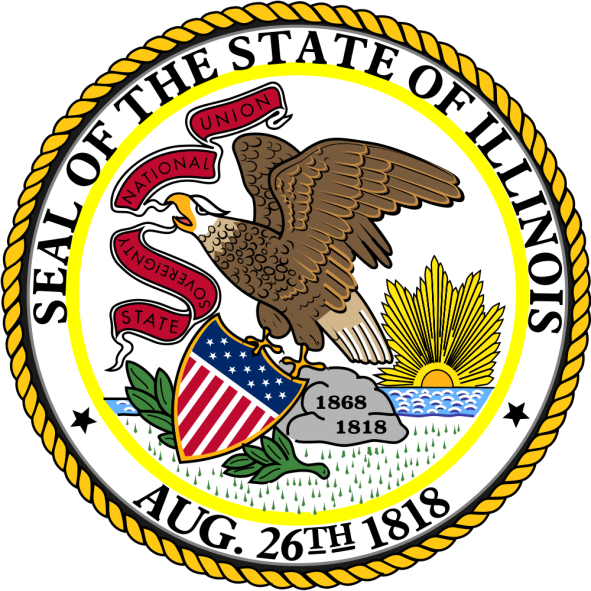 SEAL OF THE STATE OF ILLINOIS
STATE
SOVEREIGNTY
NATIONAL
UNION
1868
1818
AUG. 26TH 1818